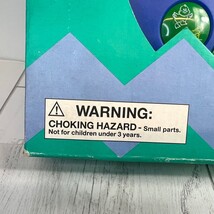 ⚠ WARNING:
CHOKING HAZARD - Small parts.
Not for children under 3 years.